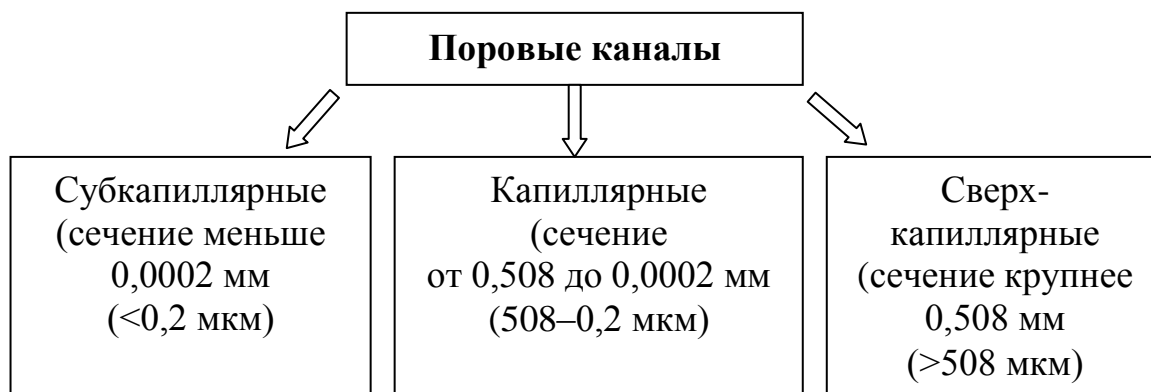 Поровые каналы
Субкапиллярные
(сечение меньше
0,0002 мм
(<0,2 мкм)
Капиллярные
(сечение
от 0,508 до 0,0002 мм
(508–0,2 мкм)
Сверх-
капиллярные
(сечение крупнее
0,508 мм
(>508 мкм)